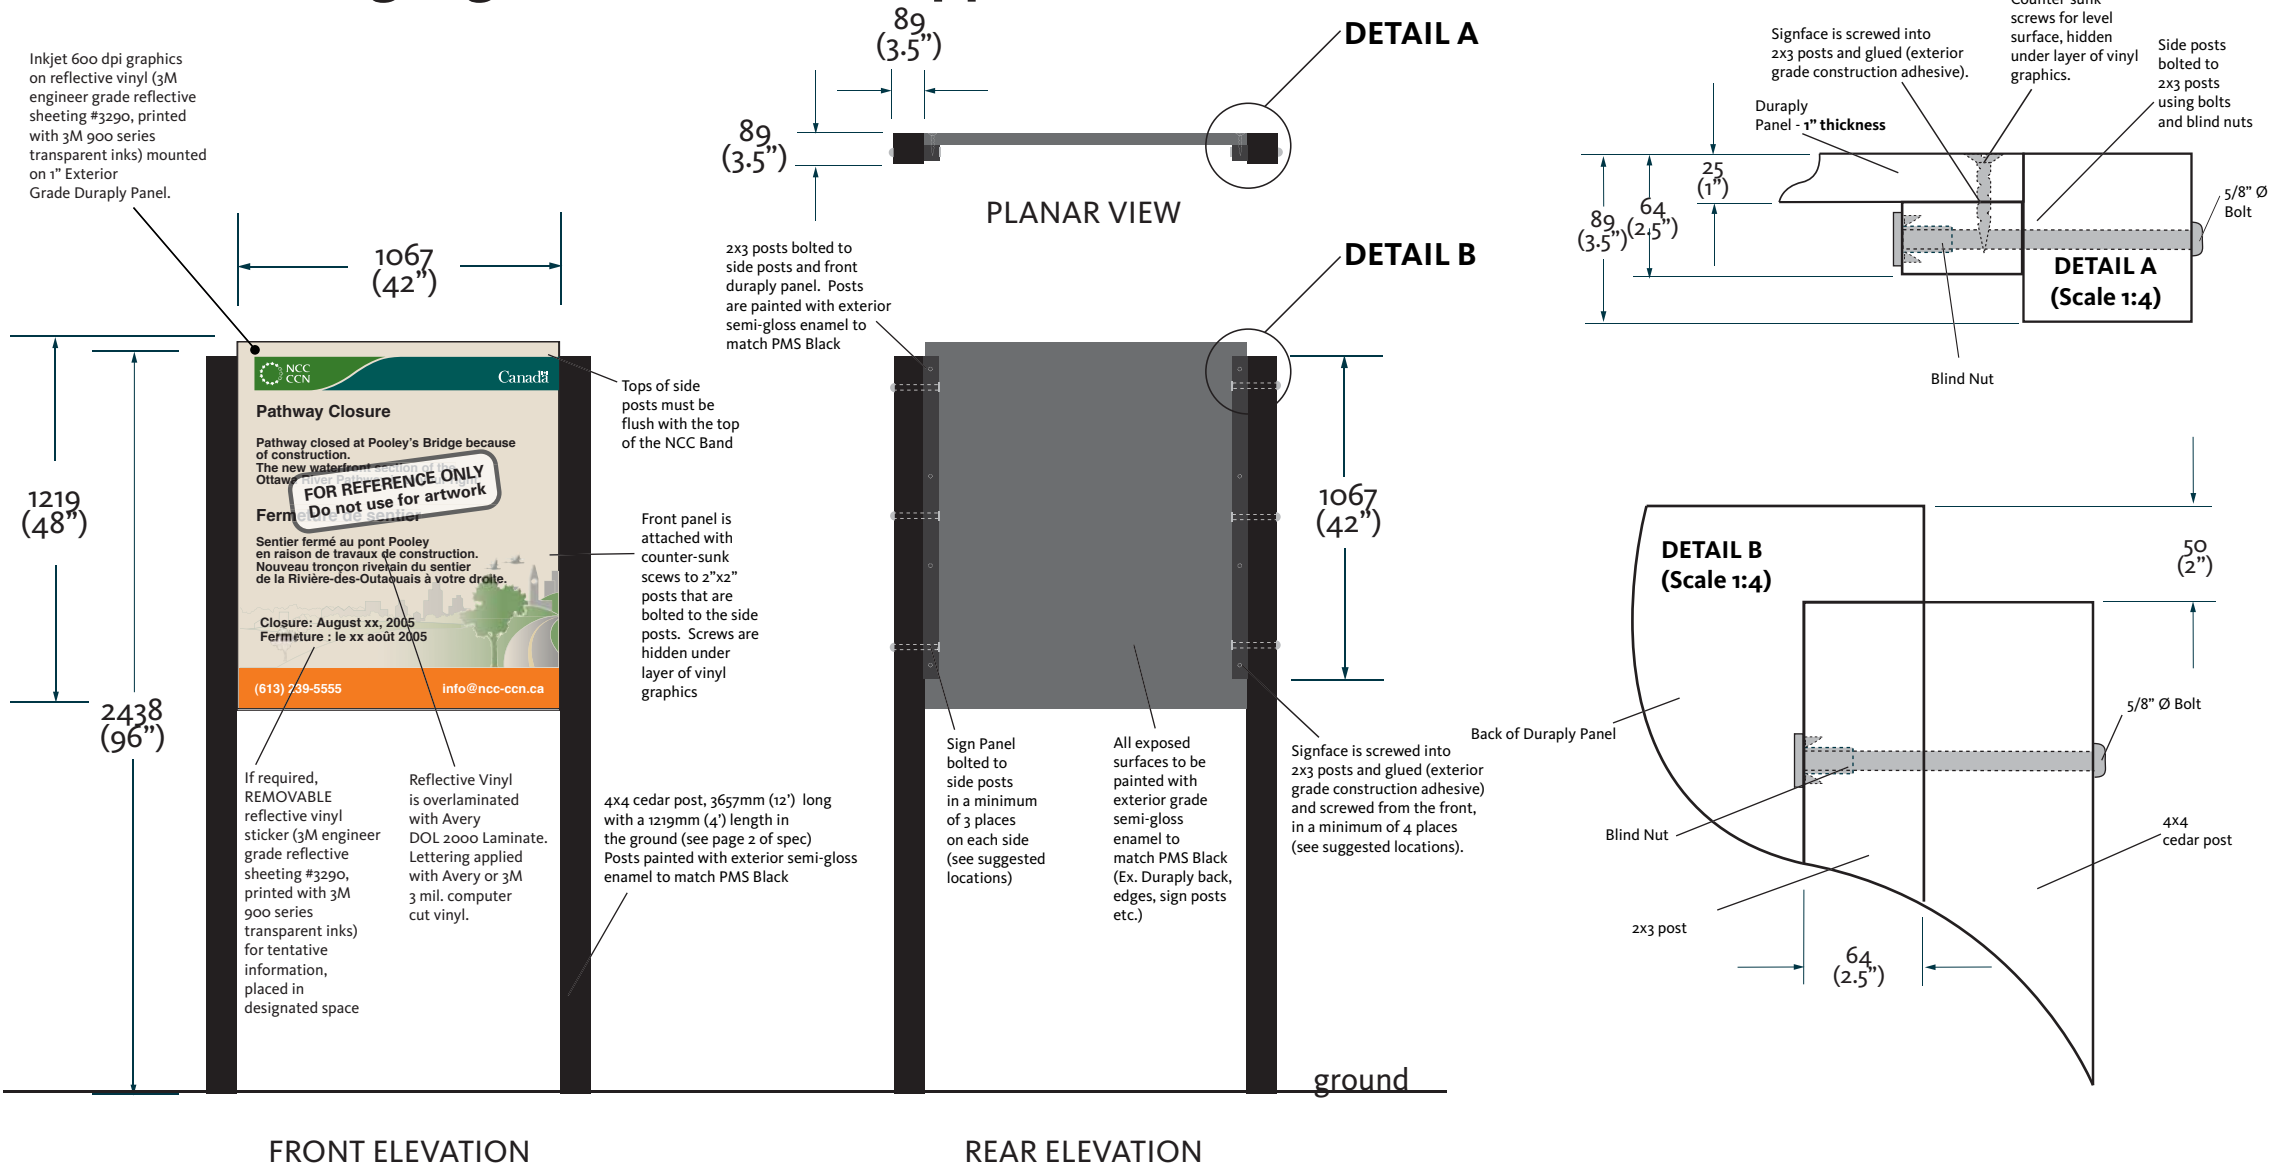 Inkjet 600 dpi graphics
on reflective vinyl (3M
engineer grade reflective
sheeting #3290, printed
with 3M 900 series
transparent inks) mounted
on 1” Exterior
Grade Duraply Panel.
89
(3.5”)
89
(3.5”)
DETAIL A
PLANAR VIEW
Signface is screwed into
2x3 posts and glued (exterior
grade construction adhesive).
screws for level
surface, hidden
under layer of vinyl
graphics.
Side posts
bolted to
2x3 posts
using bolts
and blind nuts
Duraply
Panel - 1” thickness
25
(1”)
64
(2.5”)
89
(3.5”)
5/8” Ø
Bolt
DETAIL A
(Scale 1:4)
Blind Nut
1067
(42”)
1219
(48”)
2438
(96”)
NCC
CCN
Canada
Pathway Closure
Pathway closed at Pooley’s Bridge because
of construction.
The new waterfront section of the
Ottawa River
FOR REFERENCE ONLY
Do not use for artwork
Fermeture de sentier
Sentier fermé au pont Pooley
en raison de travaux de construction.
Nouveau tronçon riverain du sentier
de la Rivière-des-Outaouais à votre droite.
Closure: August xx, 2005
Fermeture : le xx août 2005
(613) 239-5555
info@ncc-ccn.ca
Tops of side
posts must be
flush with the top
of the NCC Band
Front panel is
attached with
counter-sunk
scews to 2”x2”
posts that are
bolted to the side
posts. Screws are
hidden under
layer of vinyl
graphics
If required,
REMOVABLE
reflective vinyl
sticker (3M engineer
grade reflective
sheeting #3290,
printed with 3M
900 series
transparent inks)
for tentative
information,
placed in
designated space
Reflective Vinyl
is overlaminated
with Avery
DOL 2000 Laminate.
Lettering applied
with Avery or 3M
3 mil. computer
cut vinyl.
4x4 cedar post, 3657mm (12’) long
with a 1219mm (4’) length in
the ground (see page 2 of spec)
Posts painted with exterior semi-gloss
enamel to match PMS Black
FRONT ELEVATION
2x3 posts bolted to
side posts and front
duraply panel. Posts
are painted with exterior
semi-gloss enamel to
match PMS Black
DETAIL B
1067
(42”)
Sign Panel
bolted to
side posts
in a minimum
of 3 places
on each side
(see suggested
locations)
All exposed
surfaces to be
painted with
exterior grade
semi-gloss
enamel to
match PMS Black
(Ex. Duraply back,
edges, sign posts
etc.)
Signface is screwed into
2x3 posts and glued (exterior
grade construction adhesive)
and screwed from the front,
in a minimum of 4 places
(see suggested locations).
ground
REAR ELEVATION
DETAIL B
(Scale 1:4)
50
(2”)
Back of Duraply Panel
5/8” Ø Bolt
Blind Nut
4x4
cedar post
2x3 post
64
(2.5”)